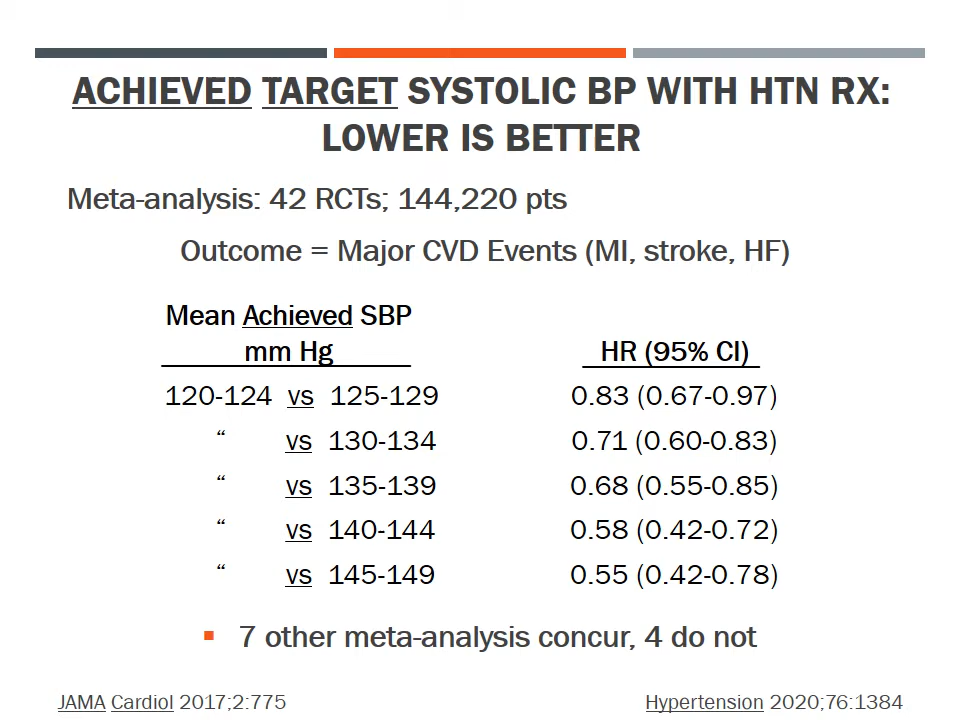 ACHIEVED TARGET SYSTOLIC BP WITH HTN RX:
LOWER IS BETTER
Meta-analysis: 42 RCTs; 144,220 pts
Outcome = Major CVD Events (MI, stroke, HF)
Mean Achieved SBP
mm Hg HR (95% CI)
120-124 vs 125-129 0.83 (0.67-0.97)
“ vs 130-134 0.71 (0.60-0.83)
“ vs 135-139 0.68 (0.55-0.85)
“ vs 140-144 0.58 (0.42-0.72)
“ vs 145-149 0.55 (0.42-0.78)
▪ 7 other meta-analysis concur, 4 do not
JAMA Cardiol 2017;2:775 Hypertension 2020;76:1384